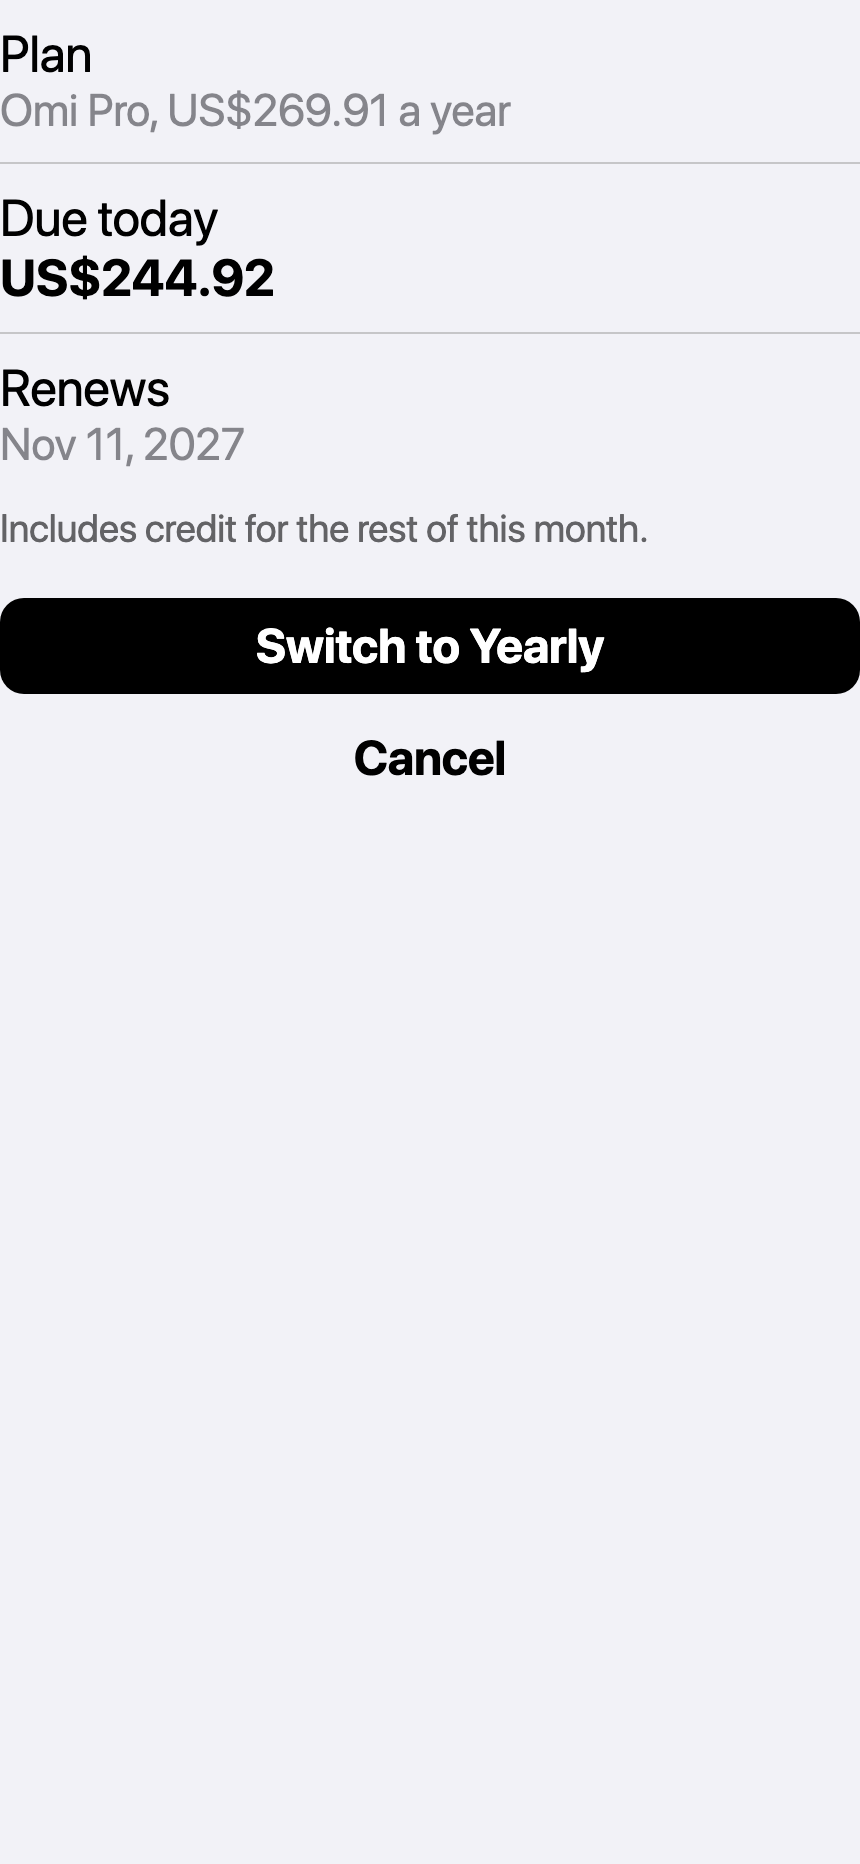 Plan
Omi Pro, US$269.91 a year
Due today
US$244.92
Renews
Nov 11, 2027
Includes credit for the rest of this month.
Switch to Yearly
Cancel